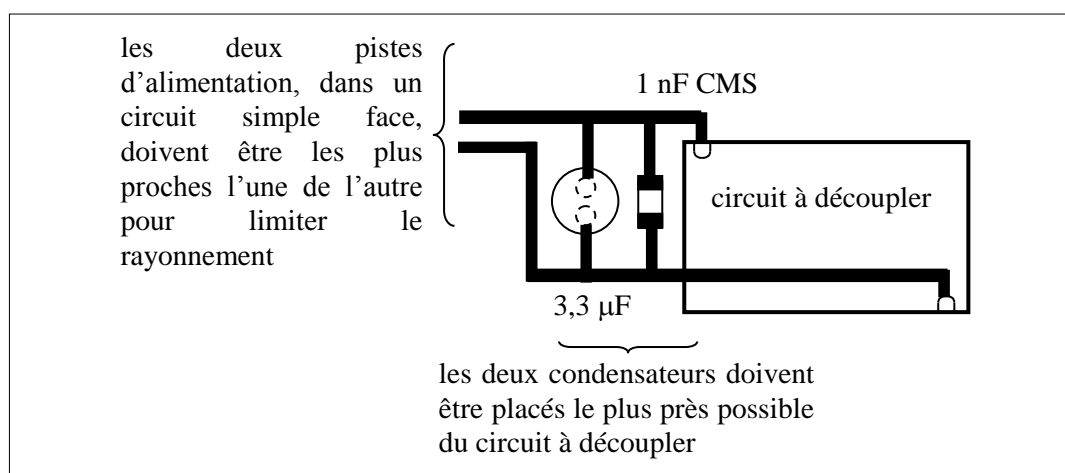 les deux pistes
d'alimentation, dans un
circuit simple face,
doivent être les plus
proches l'une de l'autre
pour limiter le
rayonnement
1 nF CMS
circuit à découpler
3,3 µF
les deux condensateurs doivent
être placés le plus près possible
du circuit à découpler